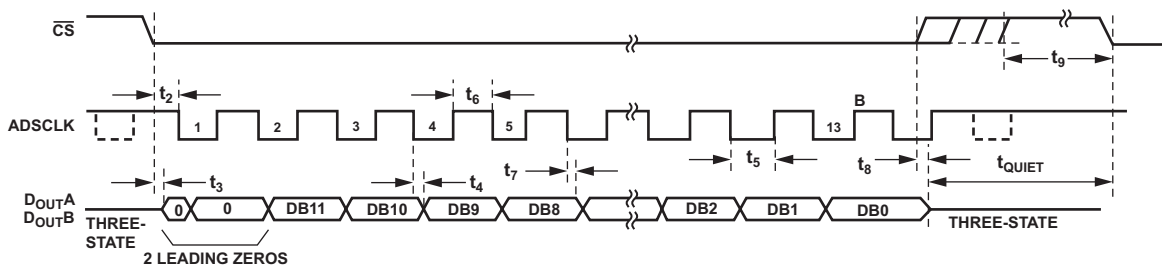 CS
t9
t2
t6
B
ADSCLK
1 2 3 4 5 13
t5
t8
tQUIET
t3
t4
t7
DOUTA
DOUTB
0 0 DB11 DB10 DB9 DB8 DB2 DB1 DB0
THREE-
STATE
THREE-STATE
2 LEADING ZEROS